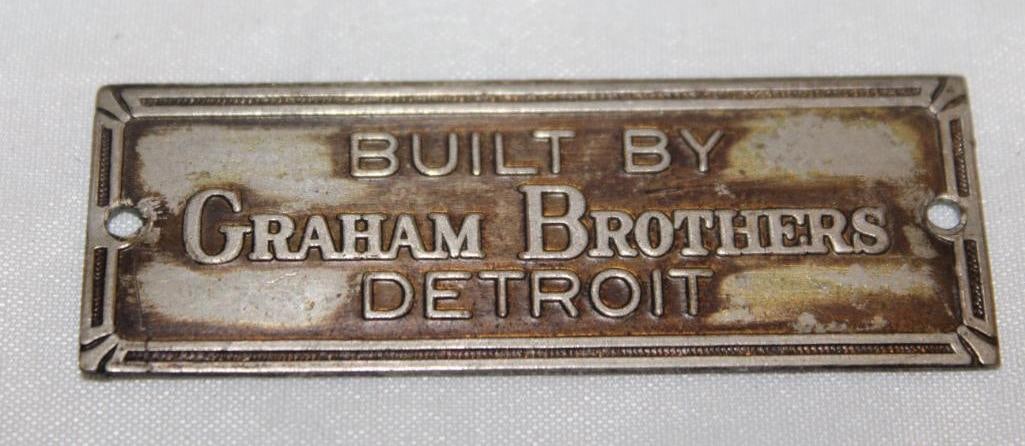 BUILT BY
GRAHAM BROTHERS
DETROIT